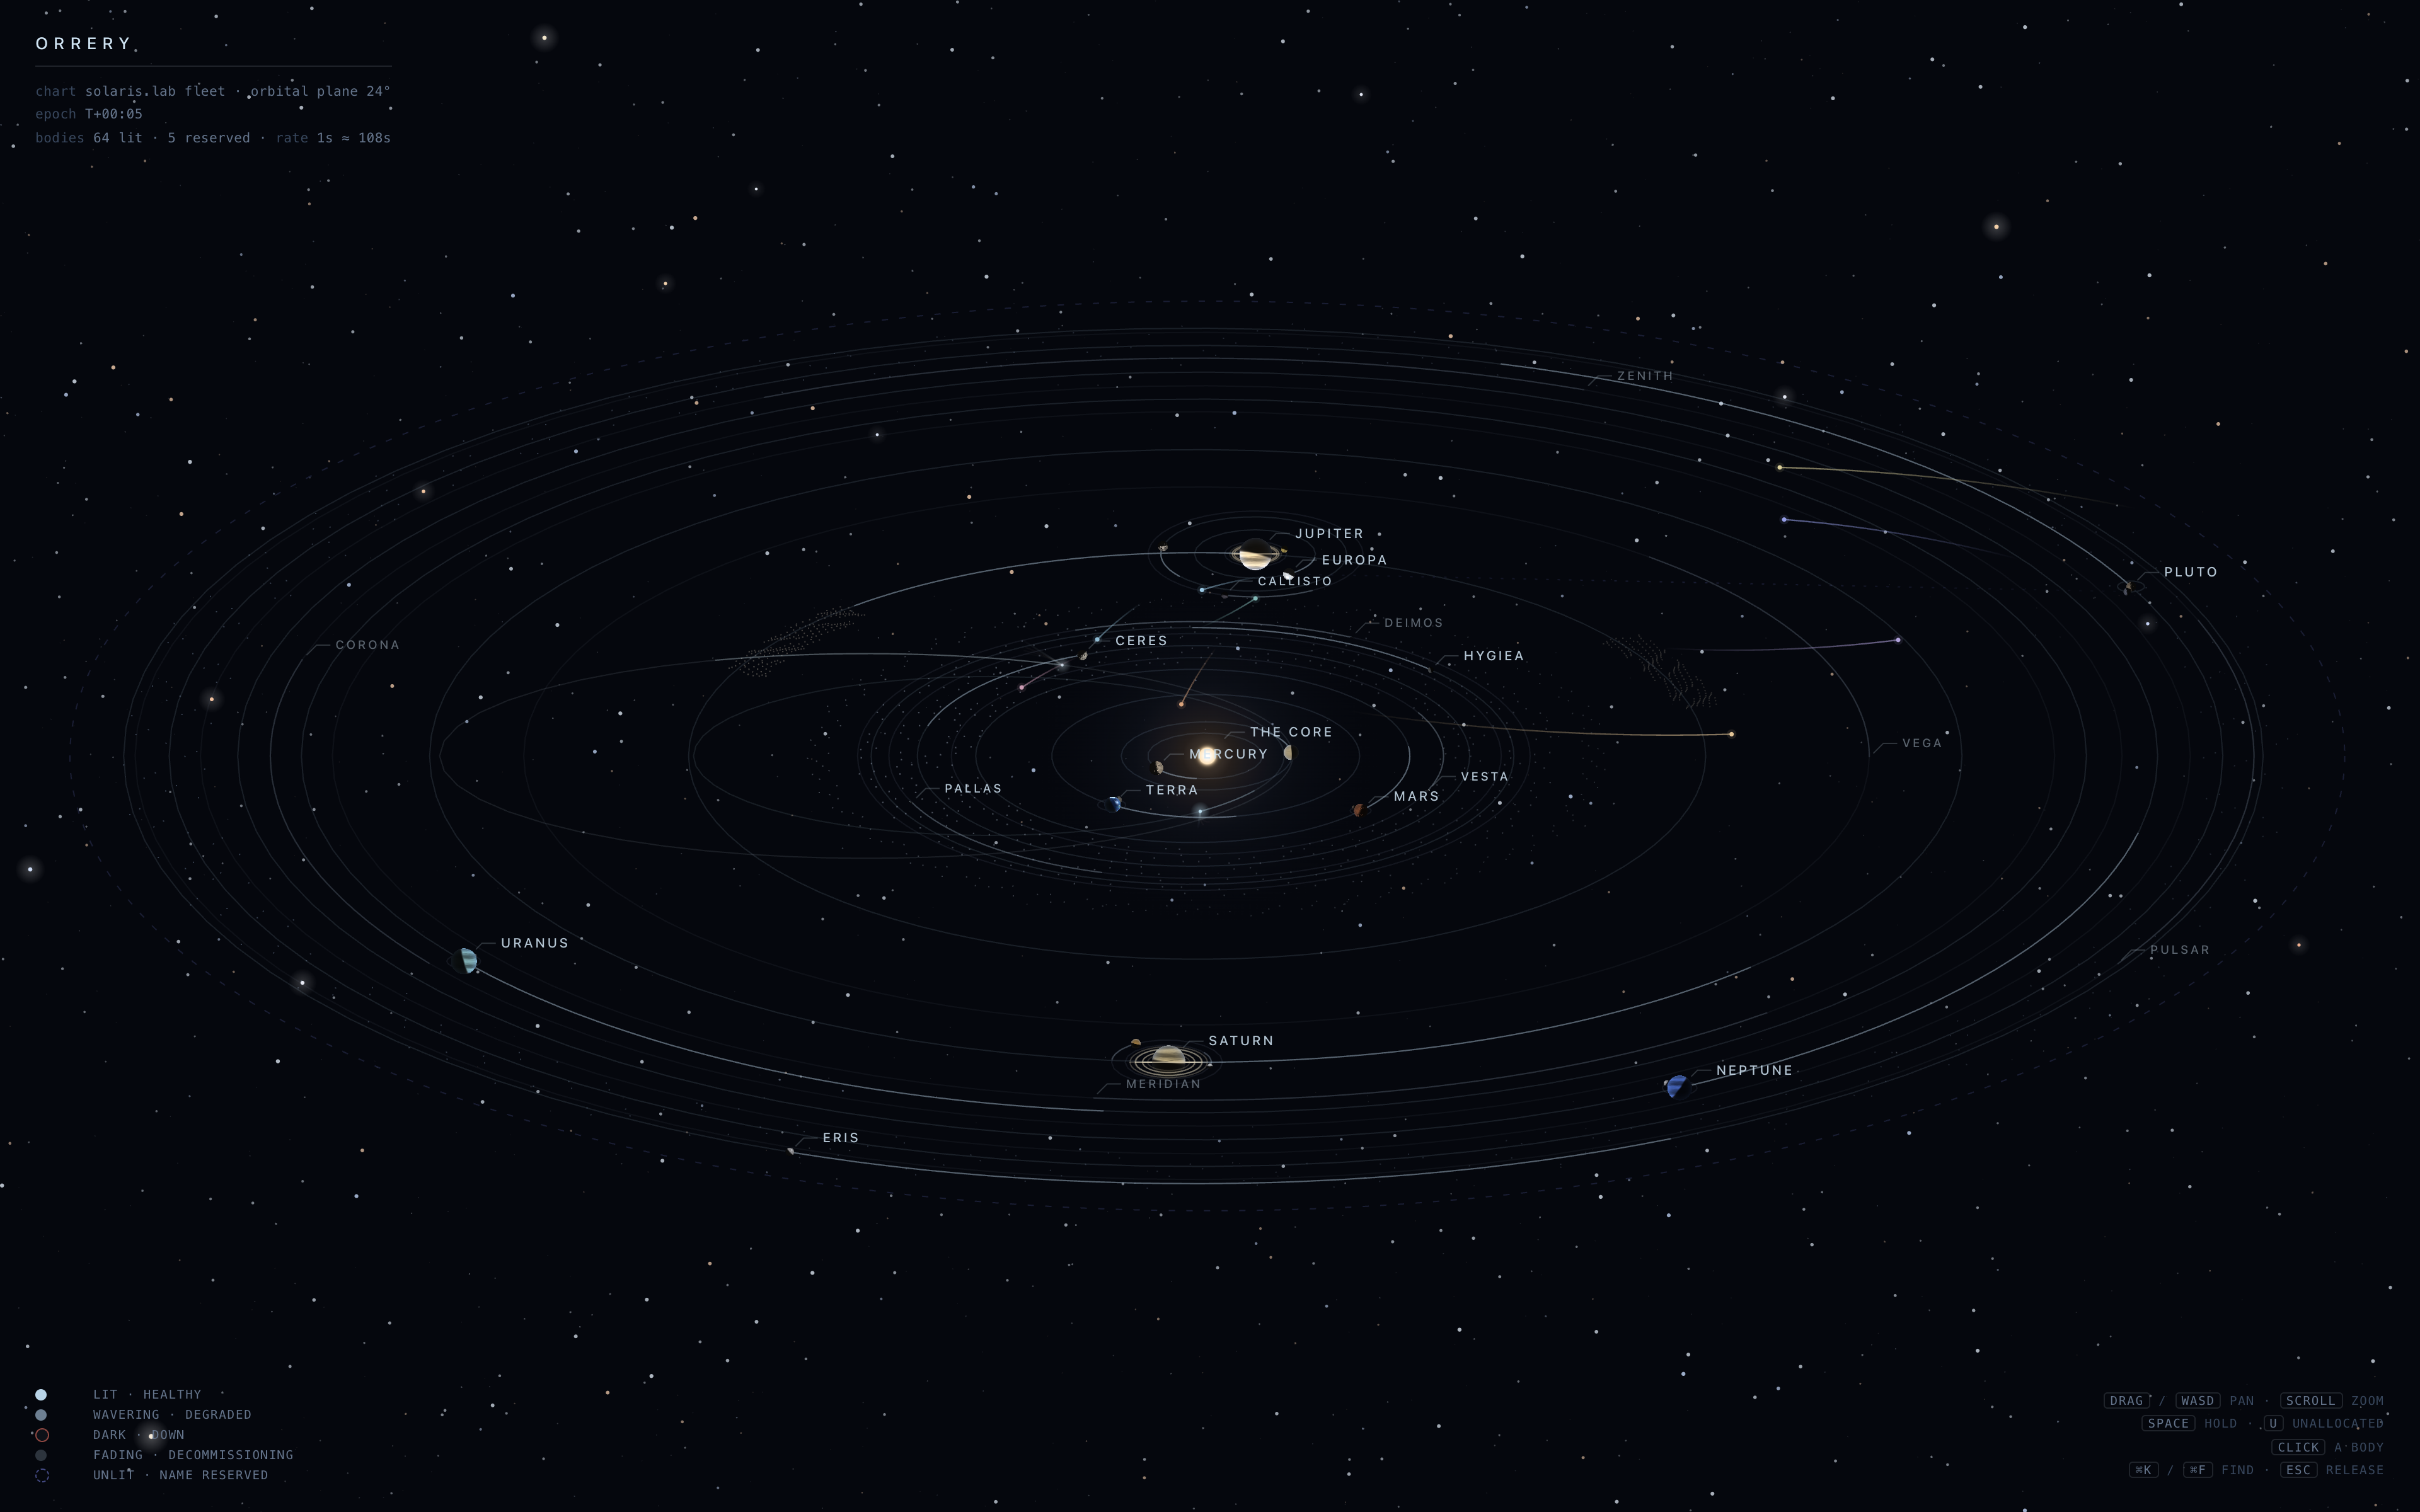 ORRERY
chart solaris.lab fleet · orbital plane 24°
epoch T+00:05
bodies 64 lit · 5 reserved · rate 1s ≈ 108s
ZENITH
JUPITER
EUROPA
PLUTO
CALLISTO
DEIMOS
CERES
CORONA
HYGIEA
THE CORE
VEGA
MERCURY
VESTA
PALLAS
TERRA
MARS
URANUS
PULSAR
SATURN
NEPTUNE
MERIDIAN
ERIS
LIT · HEALTHY
WAVERING · DEGRADED
DARK · DOWN
FADING · DECOMMISSIONING
UNLIT · NAME RESERVED
DRAG / WASD PAN · SCROLL ZOOM
SPACE HOLD · U UNALLOCATED
CLICK A BODY
⌘K / ⌘F FIND · ESC RELEASE